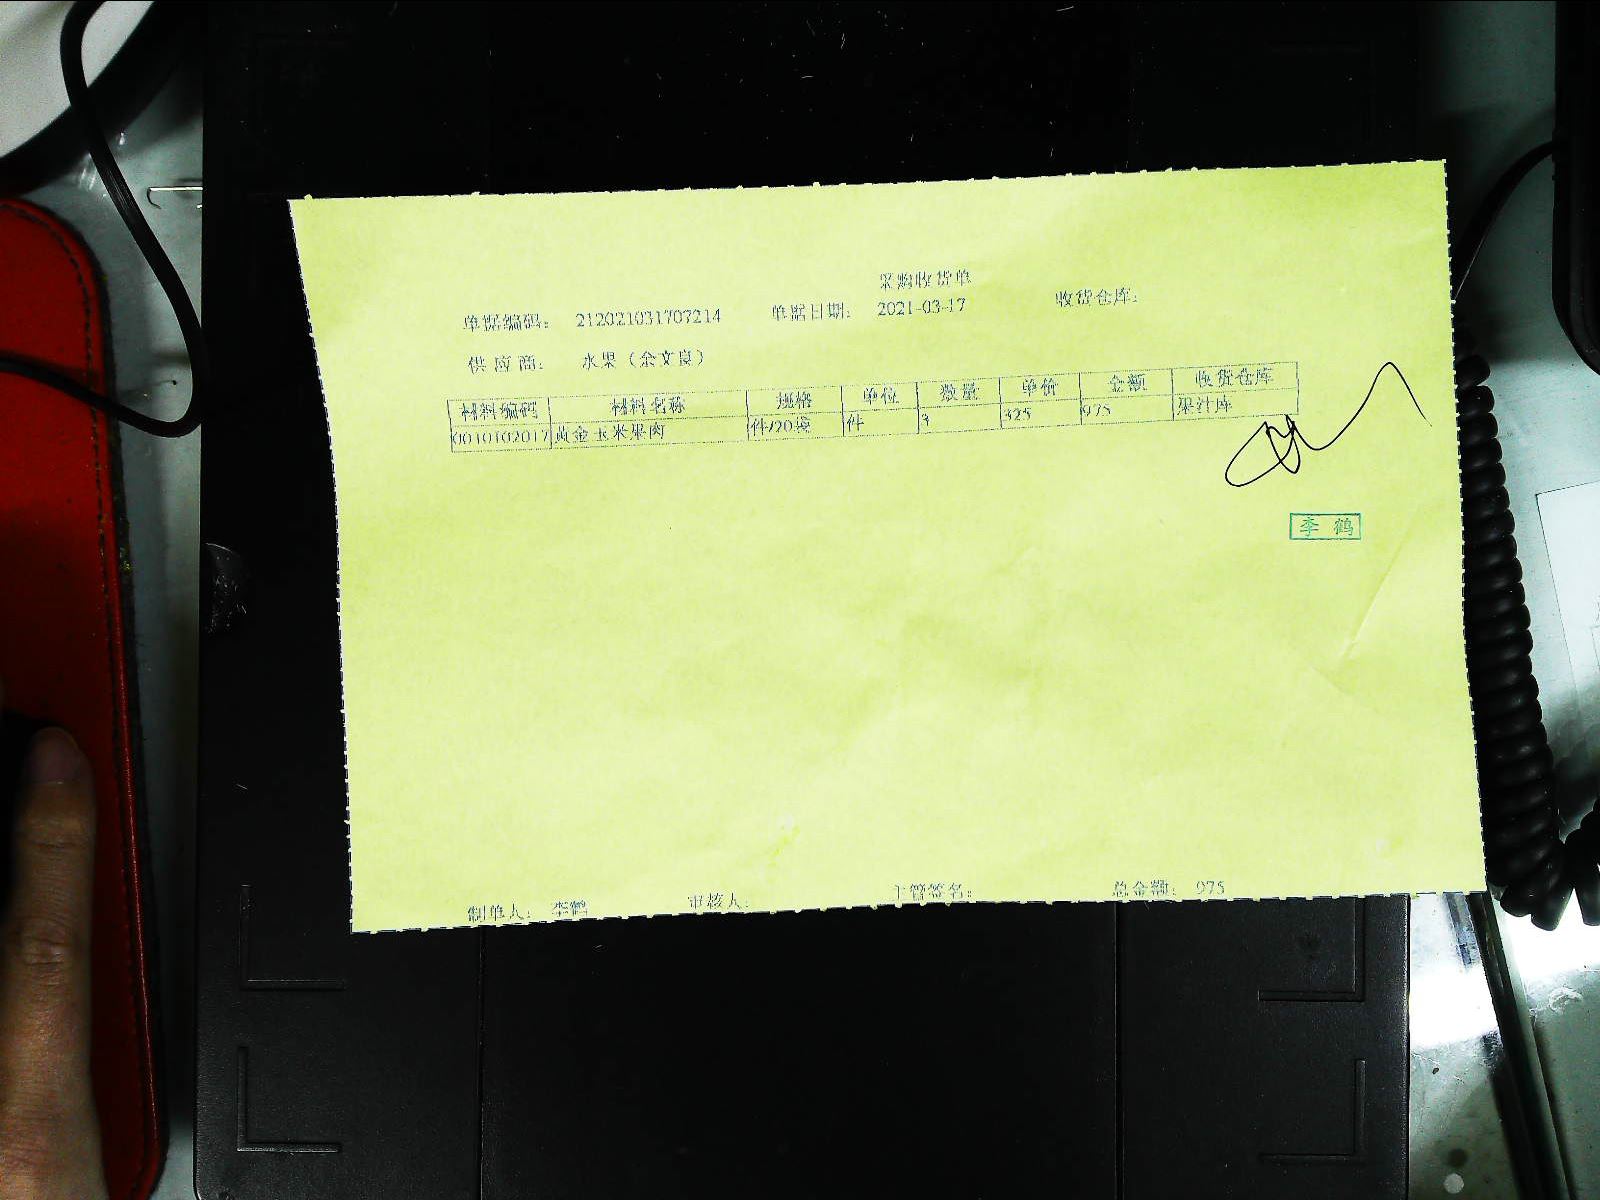 采购收货单
单据编码： 212021031707214 单据日期： 2021-03-17 收货仓库：
供应商： 水果（余文良）
材料编码 材料名称 规格 单位 数量 单价 金额 收货仓库
0010102017 黄金玉米果肉 件/20袋 件 3 325 975 果汁库
李鹤
制单人： 李鹤 审核人： 主管签名： 总金额： 975